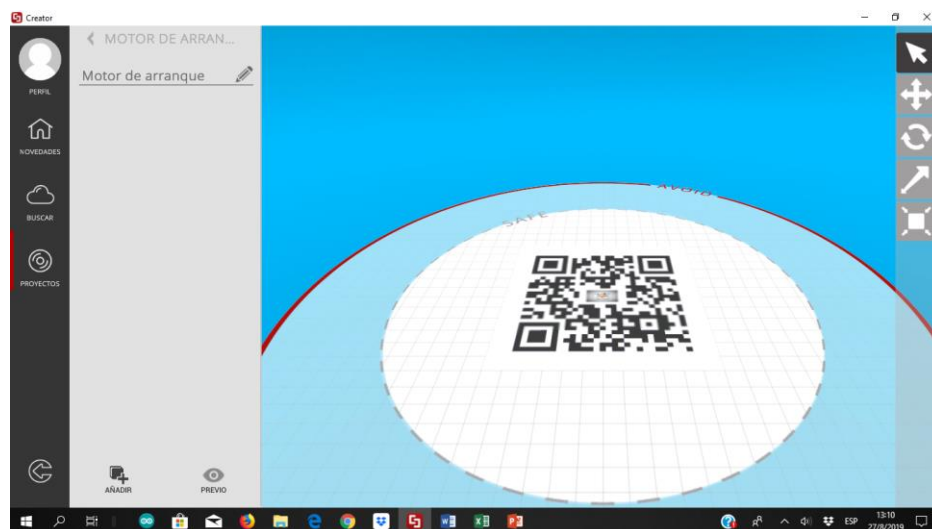 Creator
MOTOR DE ARRAN...
Motor de arranque
PERFIL
NOVEDADES
BUSCAR
PROYECTOS
AÑADIR
PREVIO
AVOID
SAFE
ESP
13:10
27/8/2019